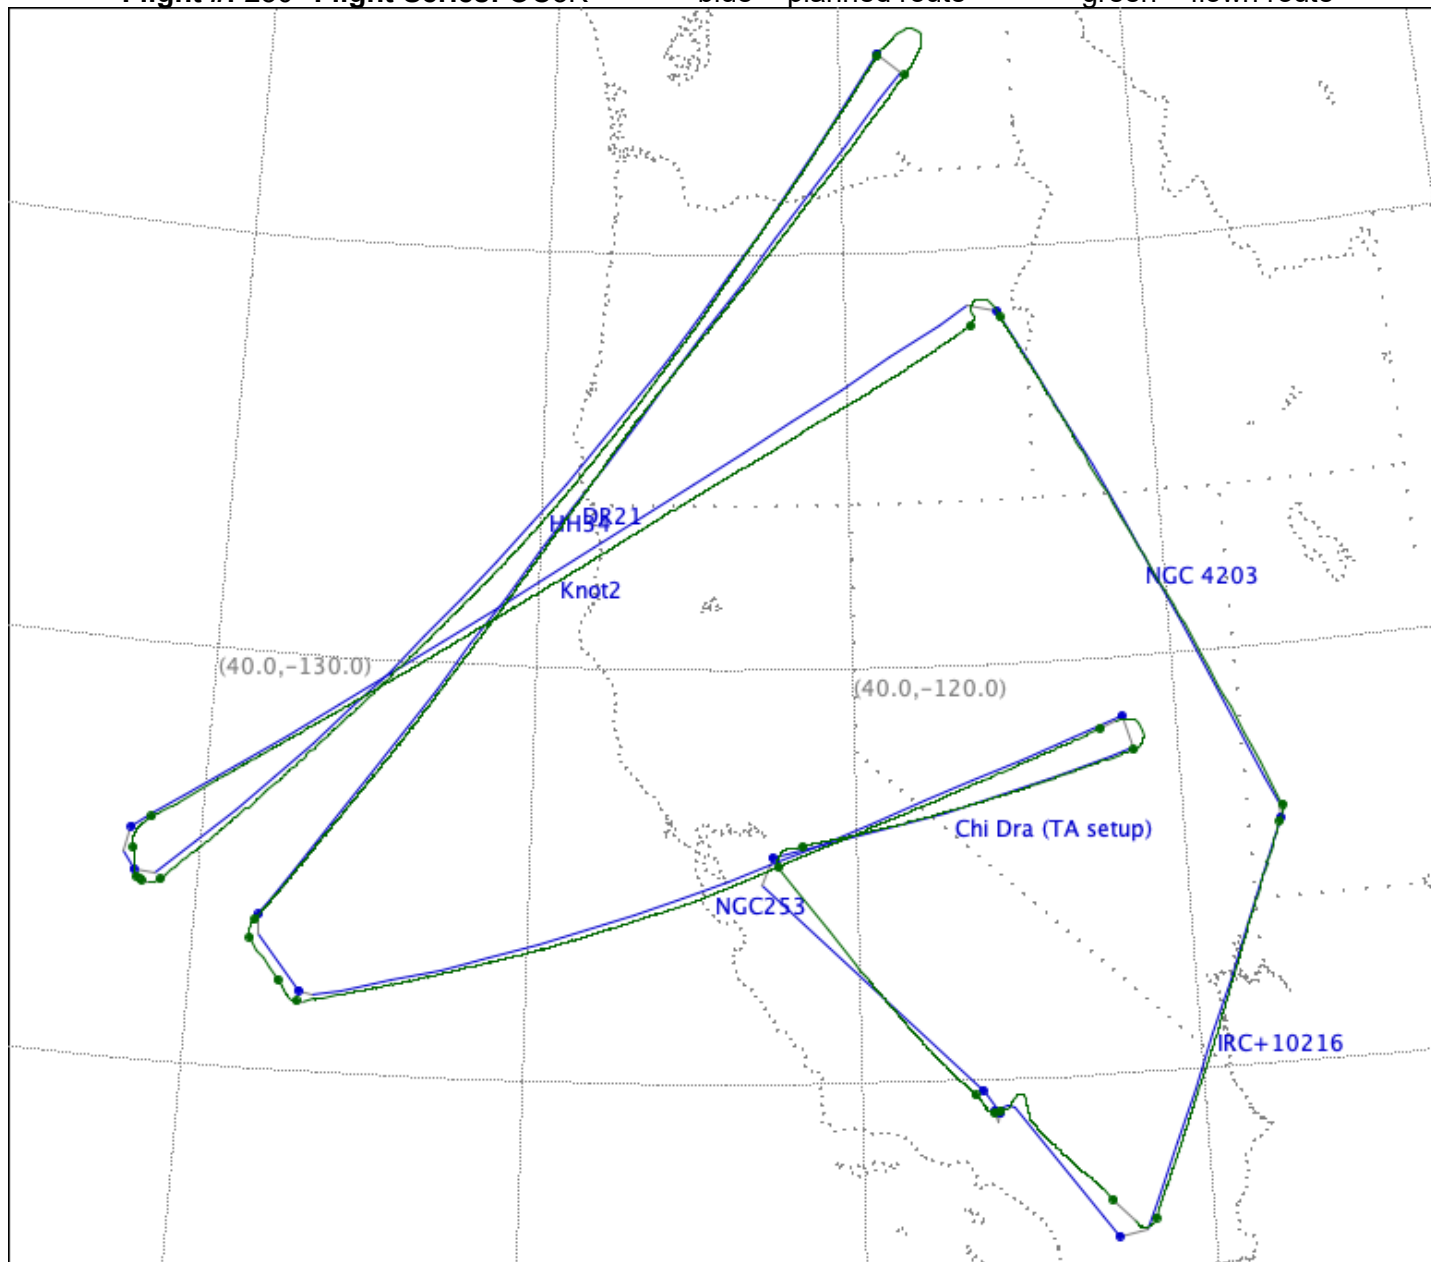 DR21
HH34
NGC 4203
Knot2
(40.0,-130.0)
(40.0,-120.0)
Chi Dra (TA setup)
NGC253
IRC+10216